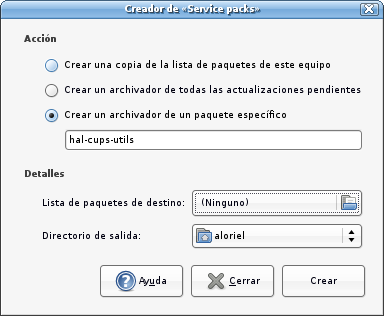 Creador de «Service packs»
Acción
Crear una copia de la lista de paquetes de este equipo
Crear un archivador de todas las actualizaciones pendientes
Crear un archivador de un paquete específico
hal-cups-utils
Detalles
Lista de paquetes de destino: (Ninguno)
Directorio de salida: aloriel
Ayuda Cerrar Crear